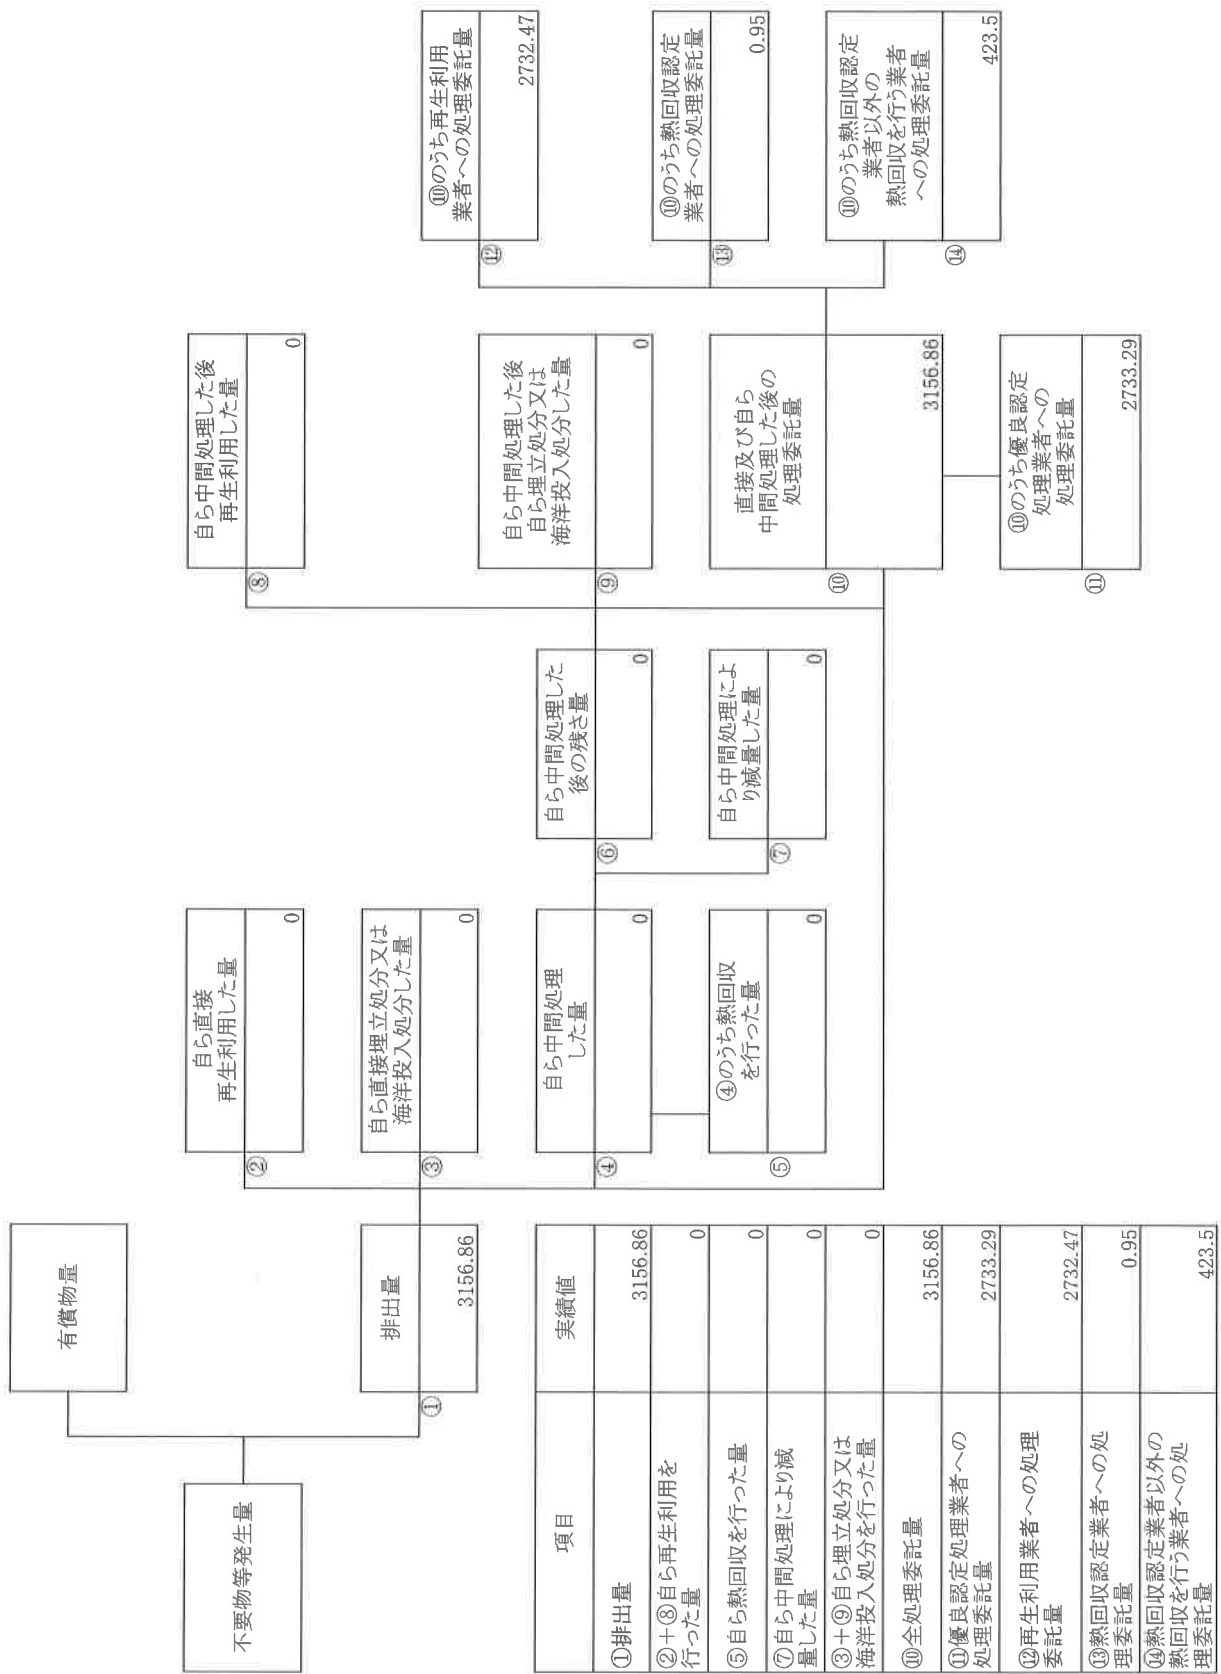 有償物量
不要物等発生量
排出量
①
3156.86
自ら直接
再生利用した量
②
0
自ら直接埋立処分又は
海洋投入処分した量
③
0
自ら中間処理
した量
④
0
④のうち熱回収
を行った量
⑤
0
自ら中間処理した
後の残さ量
⑥
0
自ら中間処理によ
り減量した量
⑦
0
自ら中間処理した後
再生利用した量
⑧
0
自ら中間処理した後
自ら埋立処分又は
海洋投入処分した量
⑨
0
直接及び自ら
中間処理した後の
処理委託量
⑩
3156.86
⑩のうち優良認定
処理業者への
処理委託量
⑪
2733.29
⑩のうち再生利用
業者への処理委託量
⑫
2732.47
⑩のうち熱回収認定
業者への処理委託量
⑬
0.95
⑩のうち熱回収認定
業者以外の
熱回収を行う業者
への処理委託量
⑭
423.5
項目
実績値
①排出量
3156.86
②+⑧自ら再生利用を
行った量
0
⑤自ら熱回収を行った量
0
⑦自ら中間処理により減
量した量
0
③+⑨自ら埋立処分又は
海洋投入処分を行った量
0
⑩全処理委託量
3156.86
⑪優良認定処理業者への
処理委託量
2733.29
⑫再生利用業者への処理
委託量
2732.47
⑬熱回収認定業者への処
理委託量
0.95
⑭熱回収認定業者以外の
熱回収を行う業者への処
理委託量
423.5